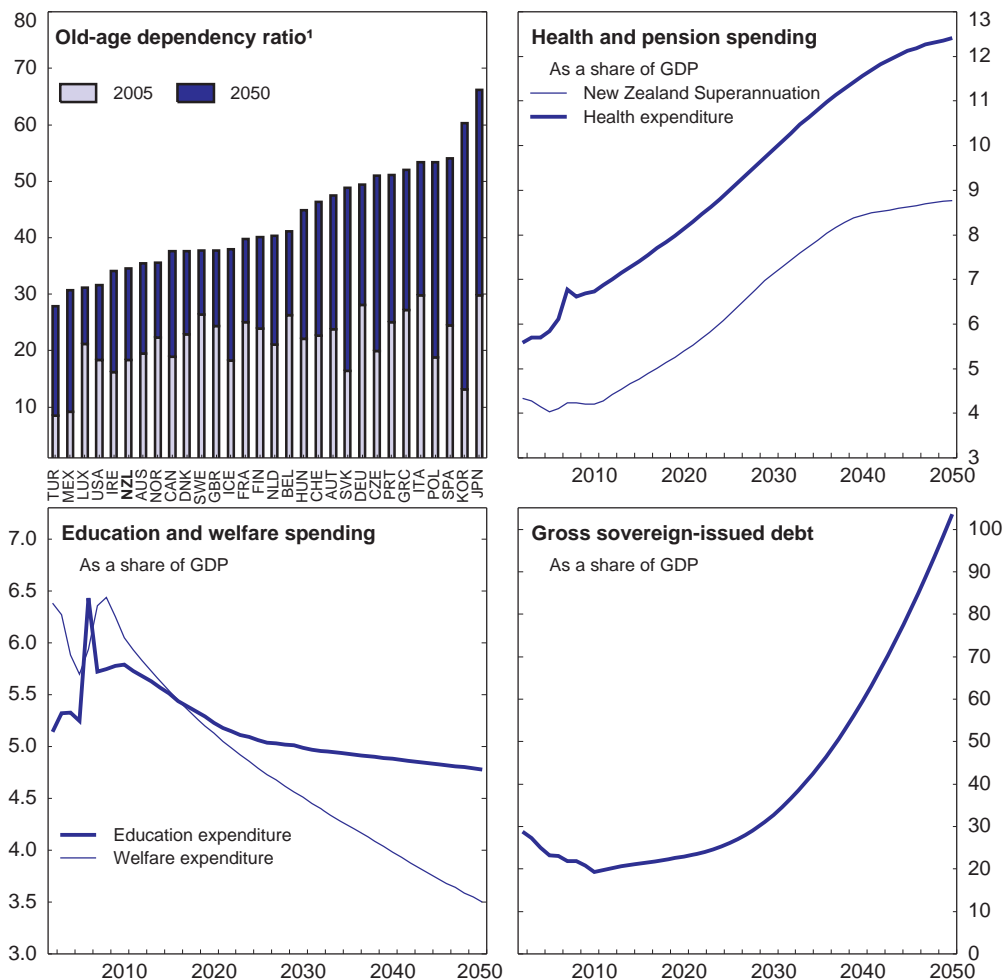 Old-age dependency ratio¹
2005
2050
80
70
60
50
40
30
20
10
TUR
MEX
LUX
USA
IRE
NZL
AUS
NOR
CAN
DNK
SWE
GBR
ICE
FRA
FIN
NLD
BEL
HUN
CHE
AUT
SVK
DEU
CZE
PRT
GRC
ITA
POL
SPA
KOR
JPN
Health and pension spending
As a share of GDP
New Zealand Superannuation
Health expenditure
13
12
11
10
9
8
7
6
5
4
3
2010 2020 2030 2040 2050
Education and welfare spending
As a share of GDP
7.0
6.5
6.0
5.5
5.0
4.5
4.0
3.5
3.0
Education expenditure
Welfare expenditure
2010 2020 2030 2040 2050
Gross sovereign-issued debt
As a share of GDP
100
90
80
70
60
50
40
30
20
10
0
2010 2020 2030 2040 2050